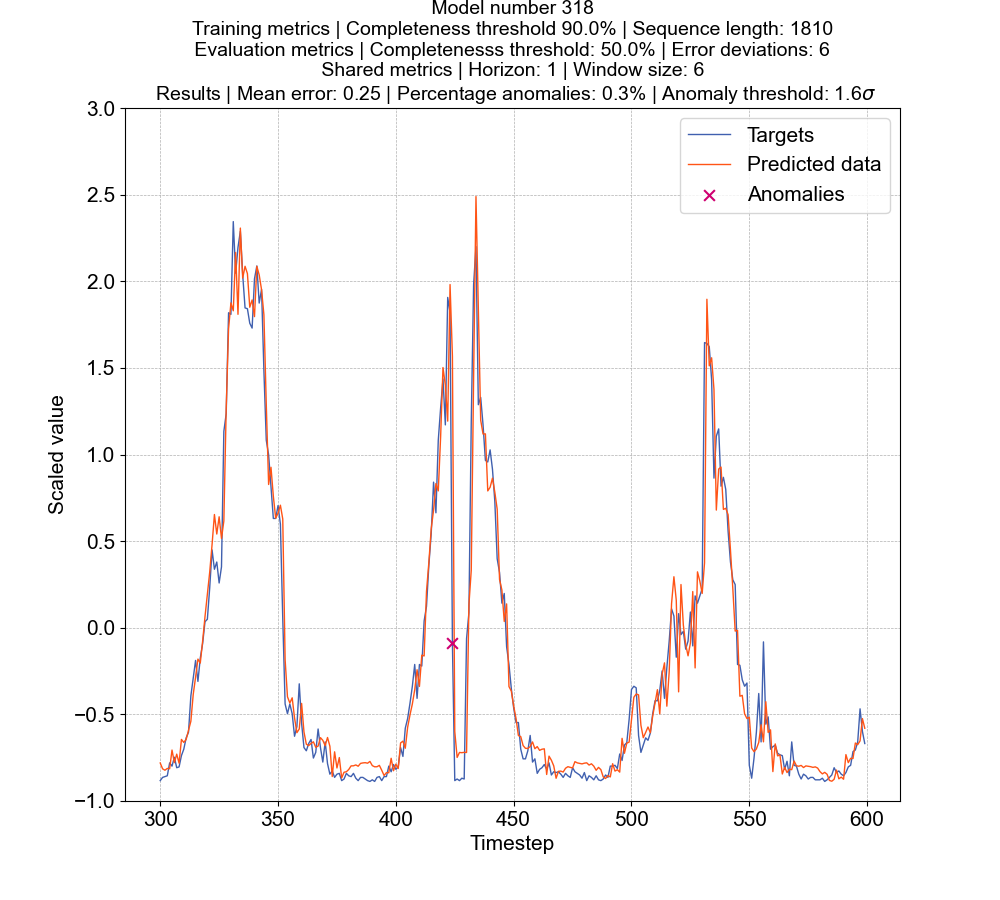 Model number 318
Training metrics | Completeness threshold 90.0% | Sequence length: 1810
Evaluation metrics | Completenesss threshold: 50.0% | Error deviations: 6
Shared metrics | Horizon: 1 | Window size: 6
Results | Mean error: 0.25 | Percentage anomalies: 0.3% | Anomaly threshold: 1.6σ
Targets
Predicted data
Anomalies
3.0
2.5
2.0
1.5
1.0
0.5
0.0
−0.5
−1.0
Scaled value
300
350
400
450
500
550
600
Timestep